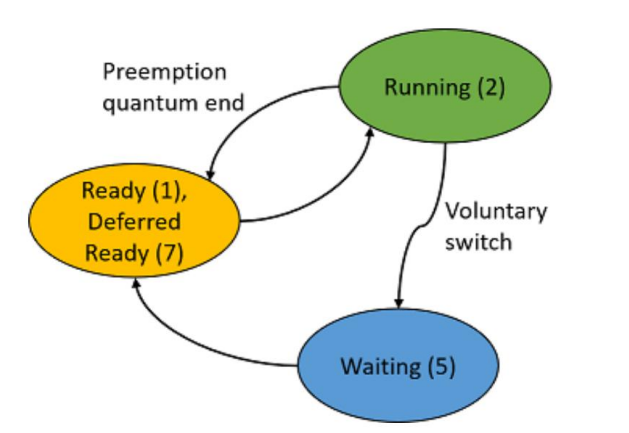 Preemption
quantum end
Running (2)
Ready (1),
Deferred
Ready (7)
Voluntary
switch
Waiting (5)